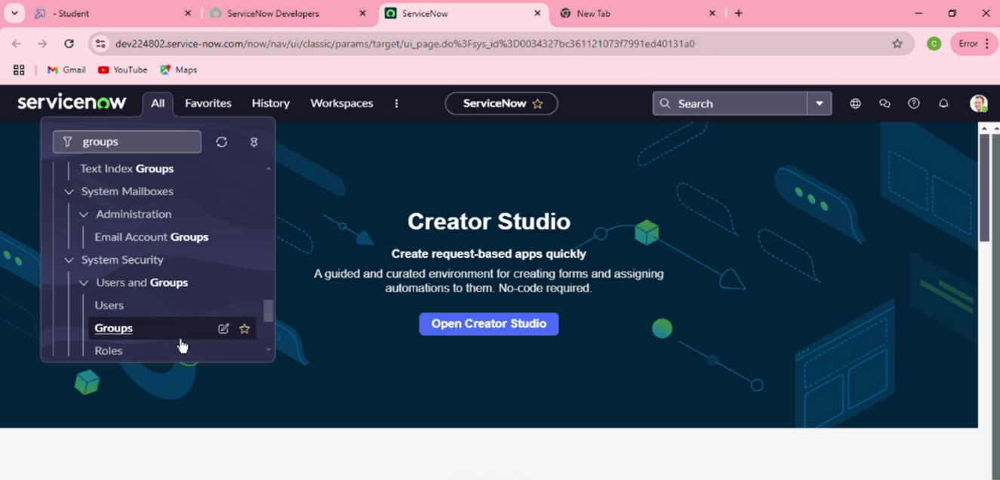 - Student
ServiceNow Developers
ServiceNow
New Tab
dev224802.service-now.com/now/nav/ui/classic/params/target/ui_page.do%3Fsys_id%3D0034327bc361121073f7991ed40131a0
C
Error
Gmail
YouTube
Maps
servicenow
All
Favorites
History
Workspaces
ServiceNow
Search
groups
Text Index Groups
System Mailboxes
Administration
Email Account Groups
System Security
Users and Groups
Users
Groups
Roles
Creator Studio
Create request-based apps quickly
A guided and curated environment for creating forms and assigning
automations to them. No-code required.
Open Creator Studio